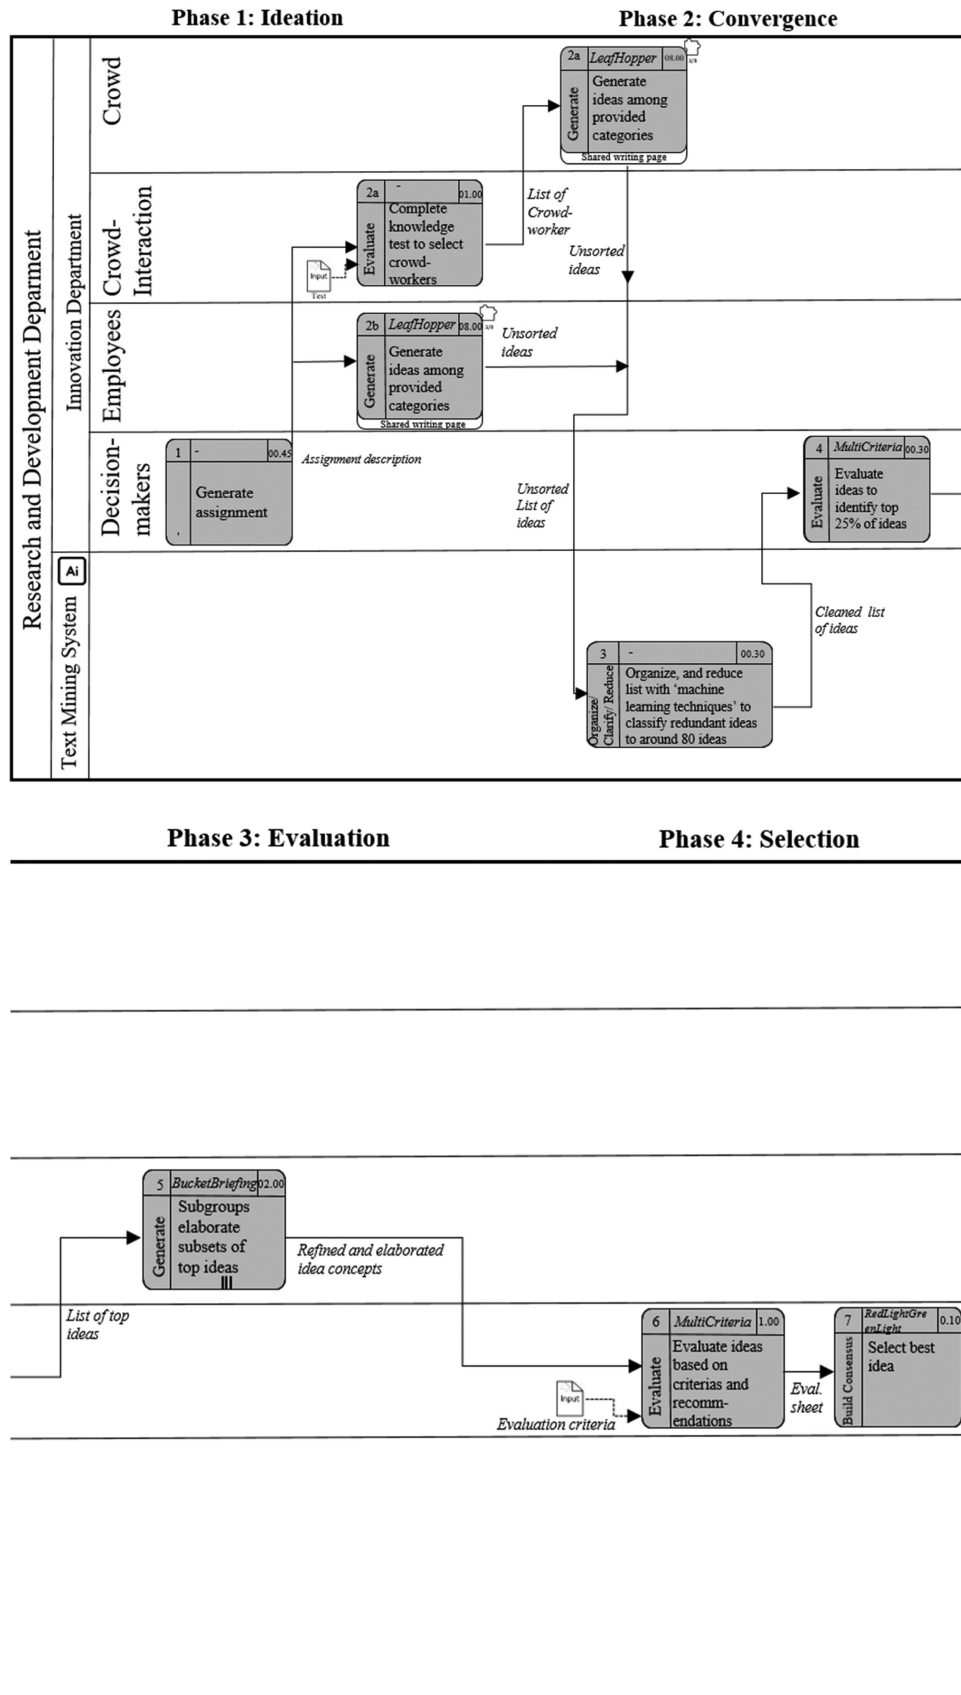 Phase 1: Ideation
Phase 2: Convergence
Research and Development Deparment
Innovation Department
Crowd
2a
LeafHopper
08.00
Generate
Generate
ideas among
provided
categories
Shared writing page
Crowd-
Interaction
2a
-
01.00
Evaluate
Complete
knowledge
test to select
crowd-
workers
Input
Test
List of
Crowd-
worker
Unsorted
ideas
Employees
2b
LeafHopper
08.00
Generate
Generate
ideas among
provided
categories
Shared writing page
Unsorted
ideas
Decision-
makers
1
-
00.45
Generate
assignment
Assignment description
Unsorted
List of
ideas
4
MultiCriteria
00.30
Evaluate
Evaluate
ideas to
identify top
25% of ideas
Text Mining System
Ai
Cleaned list
of ideas
3
-
00.30
Organize/
Clarify/ Reduce
Organize, and reduce
list with ‘machine
learning techniques’ to
classify redundant ideas
to around 80 ideas
Phase 3: Evaluation
Phase 4: Selection
5
BucketBriefing
02.00
Generate
Subgroups
elaborate
subsets of
top ideas
Refined and elaborated
idea concepts
List of top
ideas
6
MultiCriteria
1.00
Evaluate
Evaluate ideas
based on
criterias and
recomm-
endations
Input
Evaluation criteria
Eval.
sheet
7
RedLightGre
enLight
0.10
Build Consensus
Select best
idea